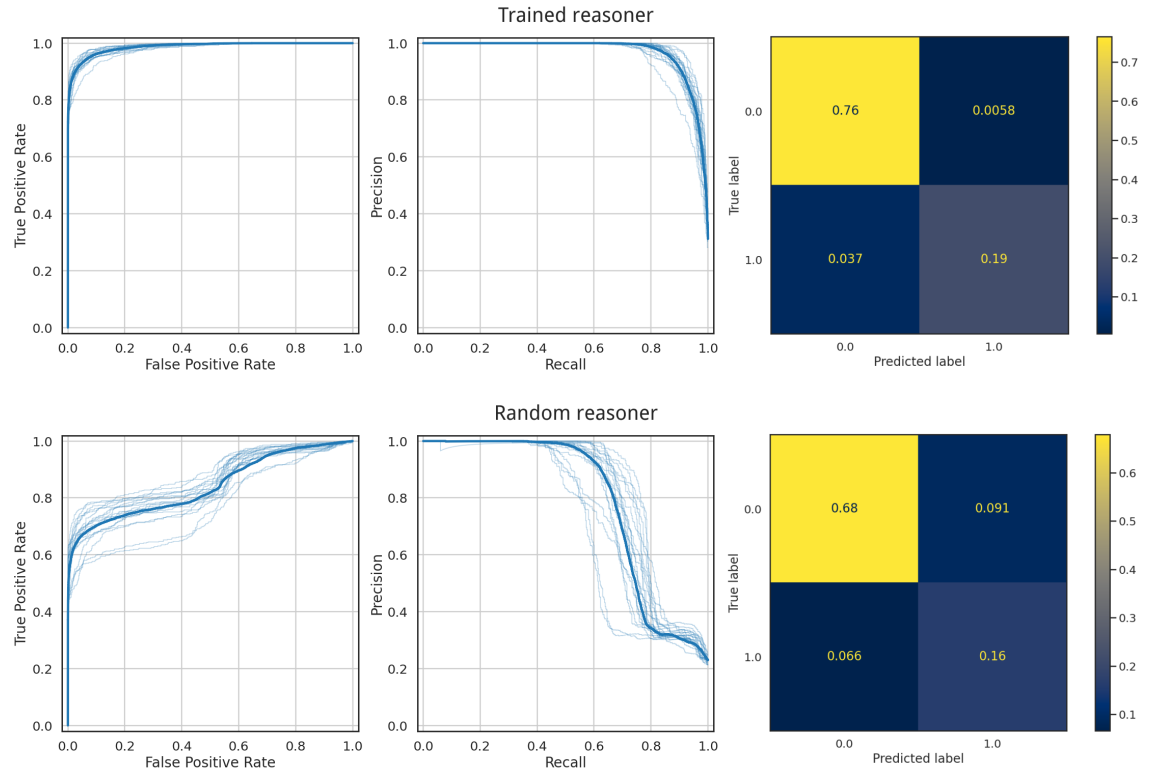 Trained reasoner
1.0
0.8
0.6
0.4
0.2
0.0
True Positive Rate
0.0 0.2 0.4 0.6 0.8 1.0
False Positive Rate
1.0
0.8
0.6
0.4
0.2
0.0
Precision
0.0 0.2 0.4 0.6 0.8 1.0
Recall
0.0
1.0
True label
0.76 0.0058
0.037 0.19
0.0 1.0
Predicted label
0.7
0.6
0.5
0.4
0.3
0.2
0.1
Random reasoner
1.0
0.8
0.6
0.4
0.2
0.0
True Positive Rate
0.0 0.2 0.4 0.6 0.8 1.0
False Positive Rate
1.0
0.8
0.6
0.4
0.2
0.0
Precision
0.0 0.2 0.4 0.6 0.8 1.0
Recall
0.0
1.0
True label
0.68 0.091
0.066 0.16
0.0 1.0
Predicted label
0.6
0.5
0.4
0.3
0.2
0.1